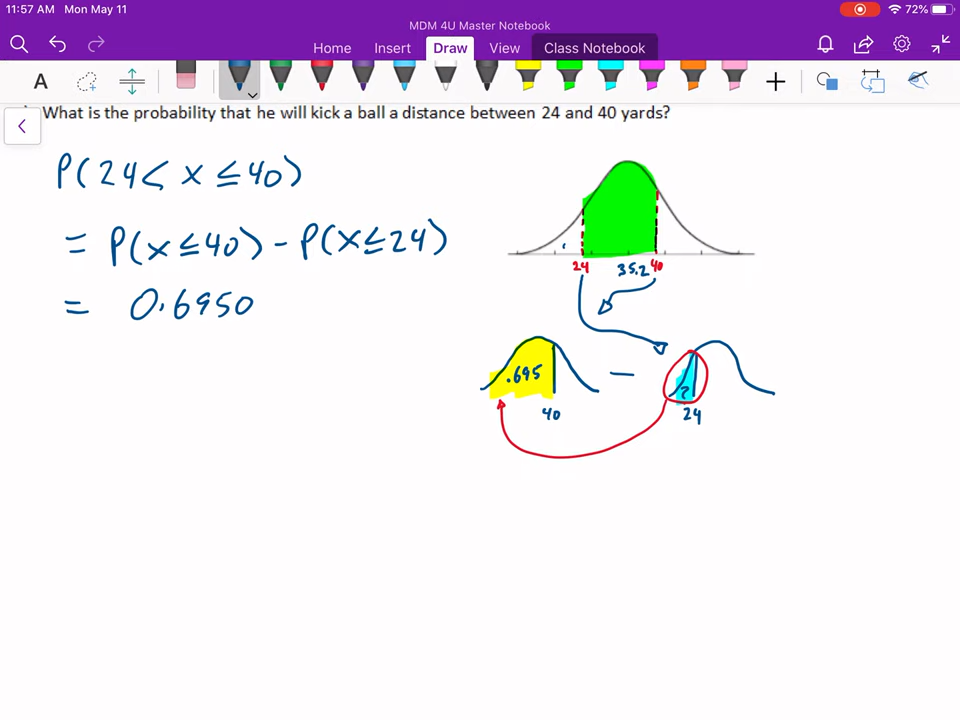 11:57 AM Mon May 11
72%
MDM 4U Master Notebook
Home Insert Draw View Class Notebook
A
What is the probability that he will kick a ball a distance between 24 and 40 yards?
P(24 < x ≤ 40)
= P(x ≤ 40) - P(x ≤ 24)
= 0.6950
24 35.2 40
.695 — ?
40 24